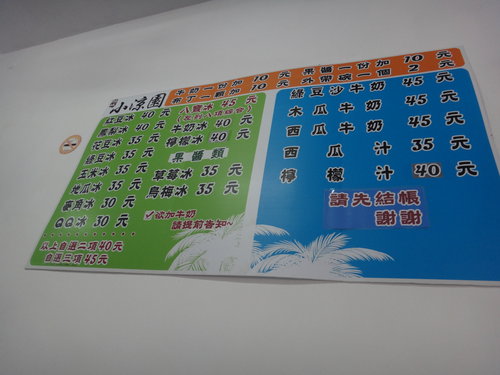 小涼園
牛奶一份加 10 元
布丁一顆加 10 元
果醬一份加 10 元
外帶碗一個 2 元
紅豆冰 40 元
鳳梨冰 40 元
花豆冰 35 元
綠豆冰 35 元
玉米冰 35 元
地瓜冰 35 元
菱角冰 30 元
QQ冰 30 元
以上自選二項 40元
自選三項 45元
八寶冰 45 元
牛奶冰 40 元
檸檬冰 40 元
果醬類
草莓冰 35 元
烏梅冰 35 元
✓欲加牛奶
請提前告知~
綠豆沙牛奶 45 元
木瓜牛奶 45 元
西瓜牛奶 45 元
西瓜汁 35 元
檸檬汁 40 元
請先結帳
謝謝